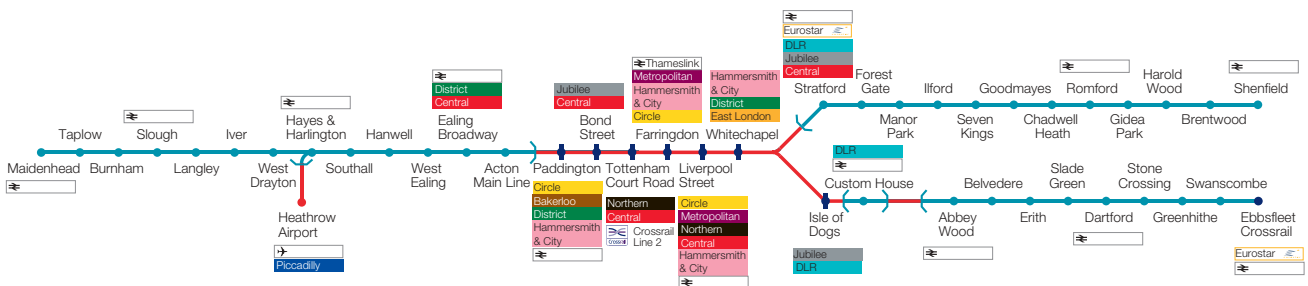 Maidenhead
Taplow
Burnham
Slough
Langley
Iver
West
Drayton
Hayes &
Harlington
Heathrow
Airport
Piccadilly
Southall
Hanwell
West
Ealing
District
Central
Ealing
Broadway
Acton
Main Line
Paddington
Circle
Bakerloo
District
Hammersmith
& City
Jubilee
Central
Bond
Street
Tottenham
Court Road
Northern
Central
Crossrail
Crossrail
Line 2
Thameslink
Metropolitan
Hammersmith
& City
Circle
Farringdon
Liverpool
Street
Circle
Metropolitan
Northern
Central
Hammersmith
& City
Hammersmith
& City
District
East London
Whitechapel
Eurostar
DLR
Jubilee
Central
Stratford
Forest
Gate
Manor
Park
Ilford
Seven
Kings
Goodmayes
Chadwell
Heath
Romford
Gidea
Park
Harold
Wood
Brentwood
Shenfield
Isle of
Dogs
Jubilee
DLR
DLR
Custom House
Abbey
Wood
Belvedere
Erith
Slade
Green
Dartford
Stone
Crossing
Greenhithe
Swanscombe
Ebbsfleet
Crossrail
Eurostar